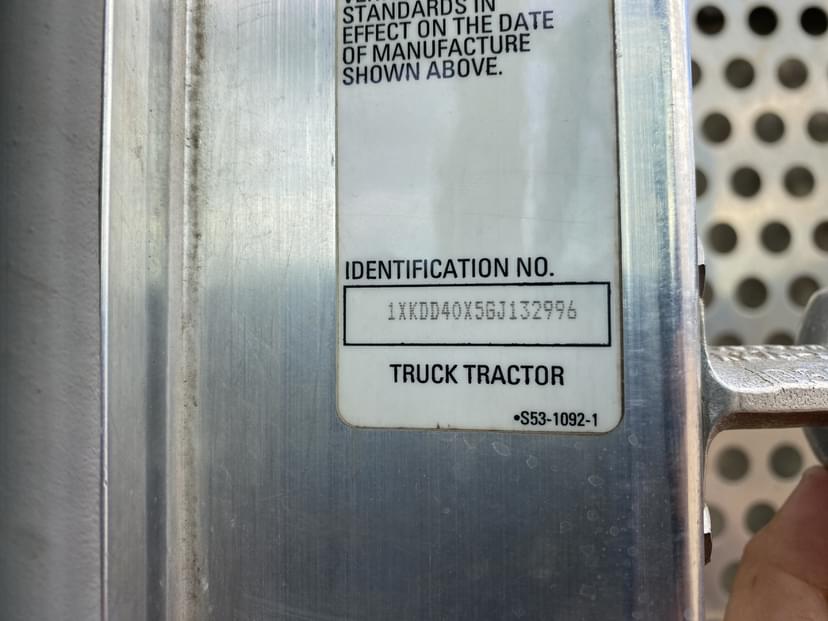 STANDARDS IN
EFFECT ON THE DATE
OF MANUFACTURE
SHOWN ABOVE.
IDENTIFICATION NO.
1XKDD40X5GJ132996
TRUCK TRACTOR
•S53-1092-1